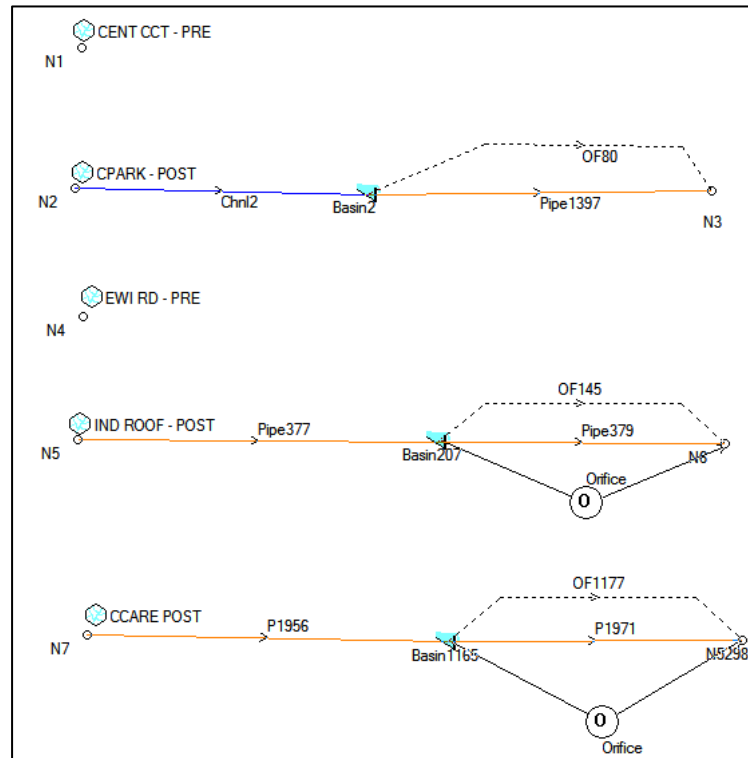 CENT CCT - PRE
N1
CPARK - POST
OF80
N2
Chnl2
Basin2
Pipe1397
N3
EWI RD - PRE
N4
OF145
IND ROOF - POST
Pipe377
Pipe379
N5
Basin207
N6
Orifice
O
OF1177
CCARE POST
P1956
P1971
N7
Basin1165
N5298
O
Orifice